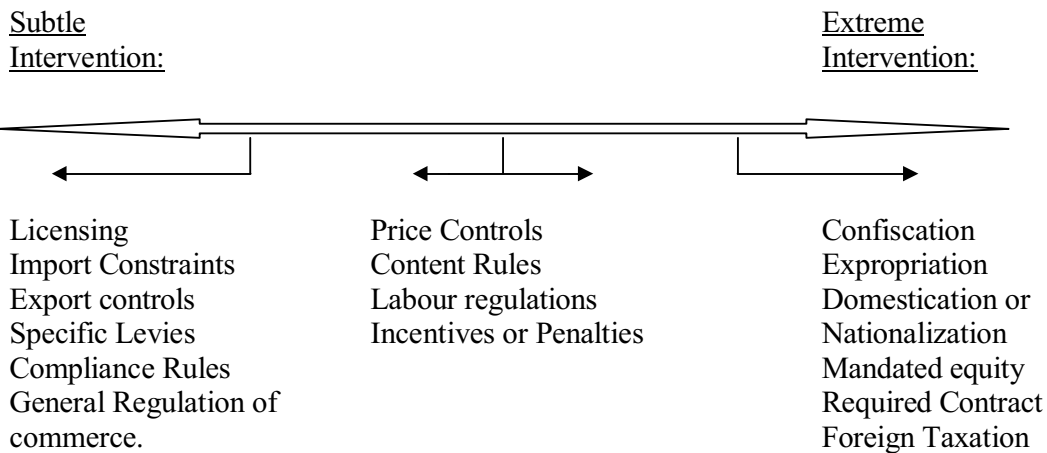 Subtle
Intervention:
Extreme
Intervention:
Licensing
Import Constraints
Export controls
Specific Levies
Compliance Rules
General Regulation of
commerce.
Price Controls
Content Rules
Labour regulations
Incentives or Penalties
Confiscation
Expropriation
Domestication or
Nationalization
Mandated equity
Required Contract
Foreign Taxation